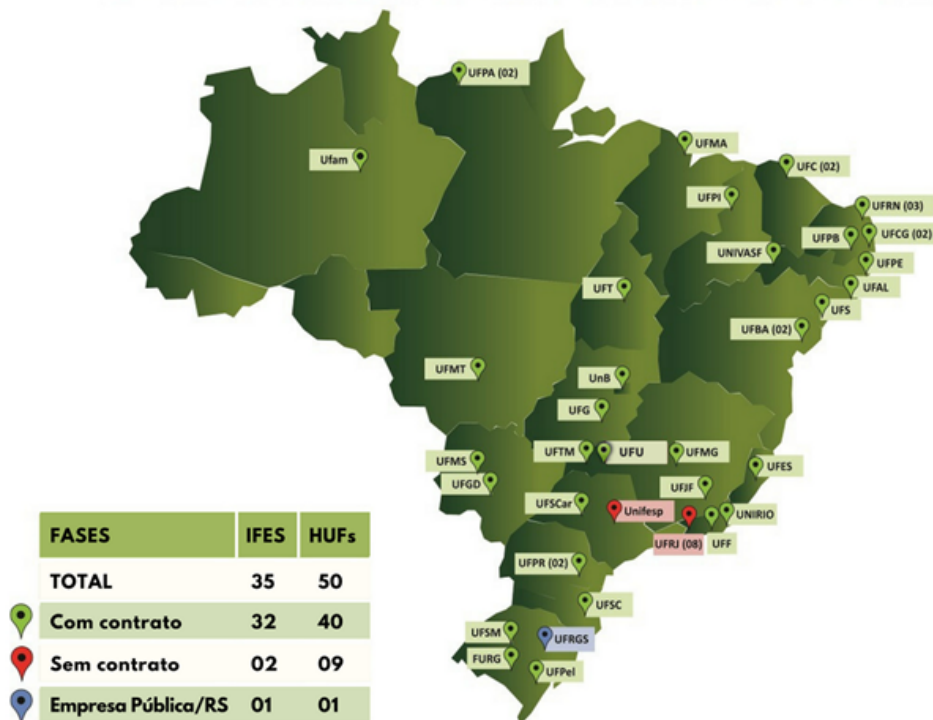 UFPA (02)
Ufam
UFMA
UFC (02)
UFPI
UFRN (03)
UFPB
UFCG (02)
UNIVASF
UFPE
UFT
UFAL
UFS
UFBA (02)
UFMT
UnB
UFG
UFTM
UFU
UFMG
UFMS
UFES
UFGD
UFJF
UFSCar
Unifesp
UNIRIO
UFRJ (08)
UFF
UFPR (02)
UFSC
UFSM
UFRGS
FURG
UFPel
FASES IFES HUFs
TOTAL 35 50
Com contrato 32 40
Sem contrato 02 09
Empresa Pública/RS 01 01